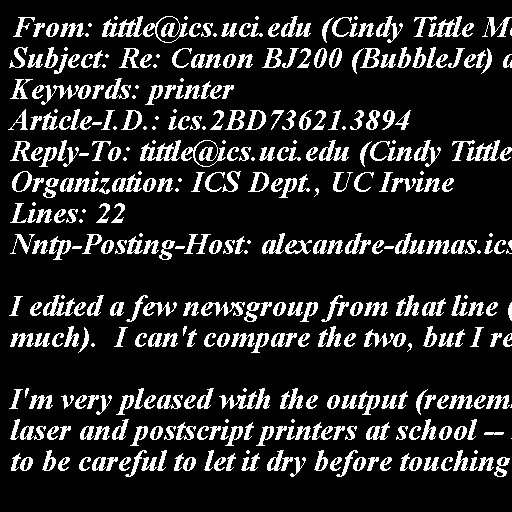 From: tittle@ics.uci.edu (Cindy Tittle
Subject: Re: Canon BJ200 (BubbleJet)
Keywords: printer
Article-I.D.: ics.2BD73621.3894
Reply-To: tittle@ics.uci.edu (Cindy Tittle
Organization: ICS Dept., UC Irvine
Lines: 22
Nntp-Posting-Host: alexandre-dumas.ics
I edited a few newsgroup from that line (
much).  I can't compare the two, but I
I'm very pleased with the output (
laser and postscript printers at school --
to be careful to let it dry before touching